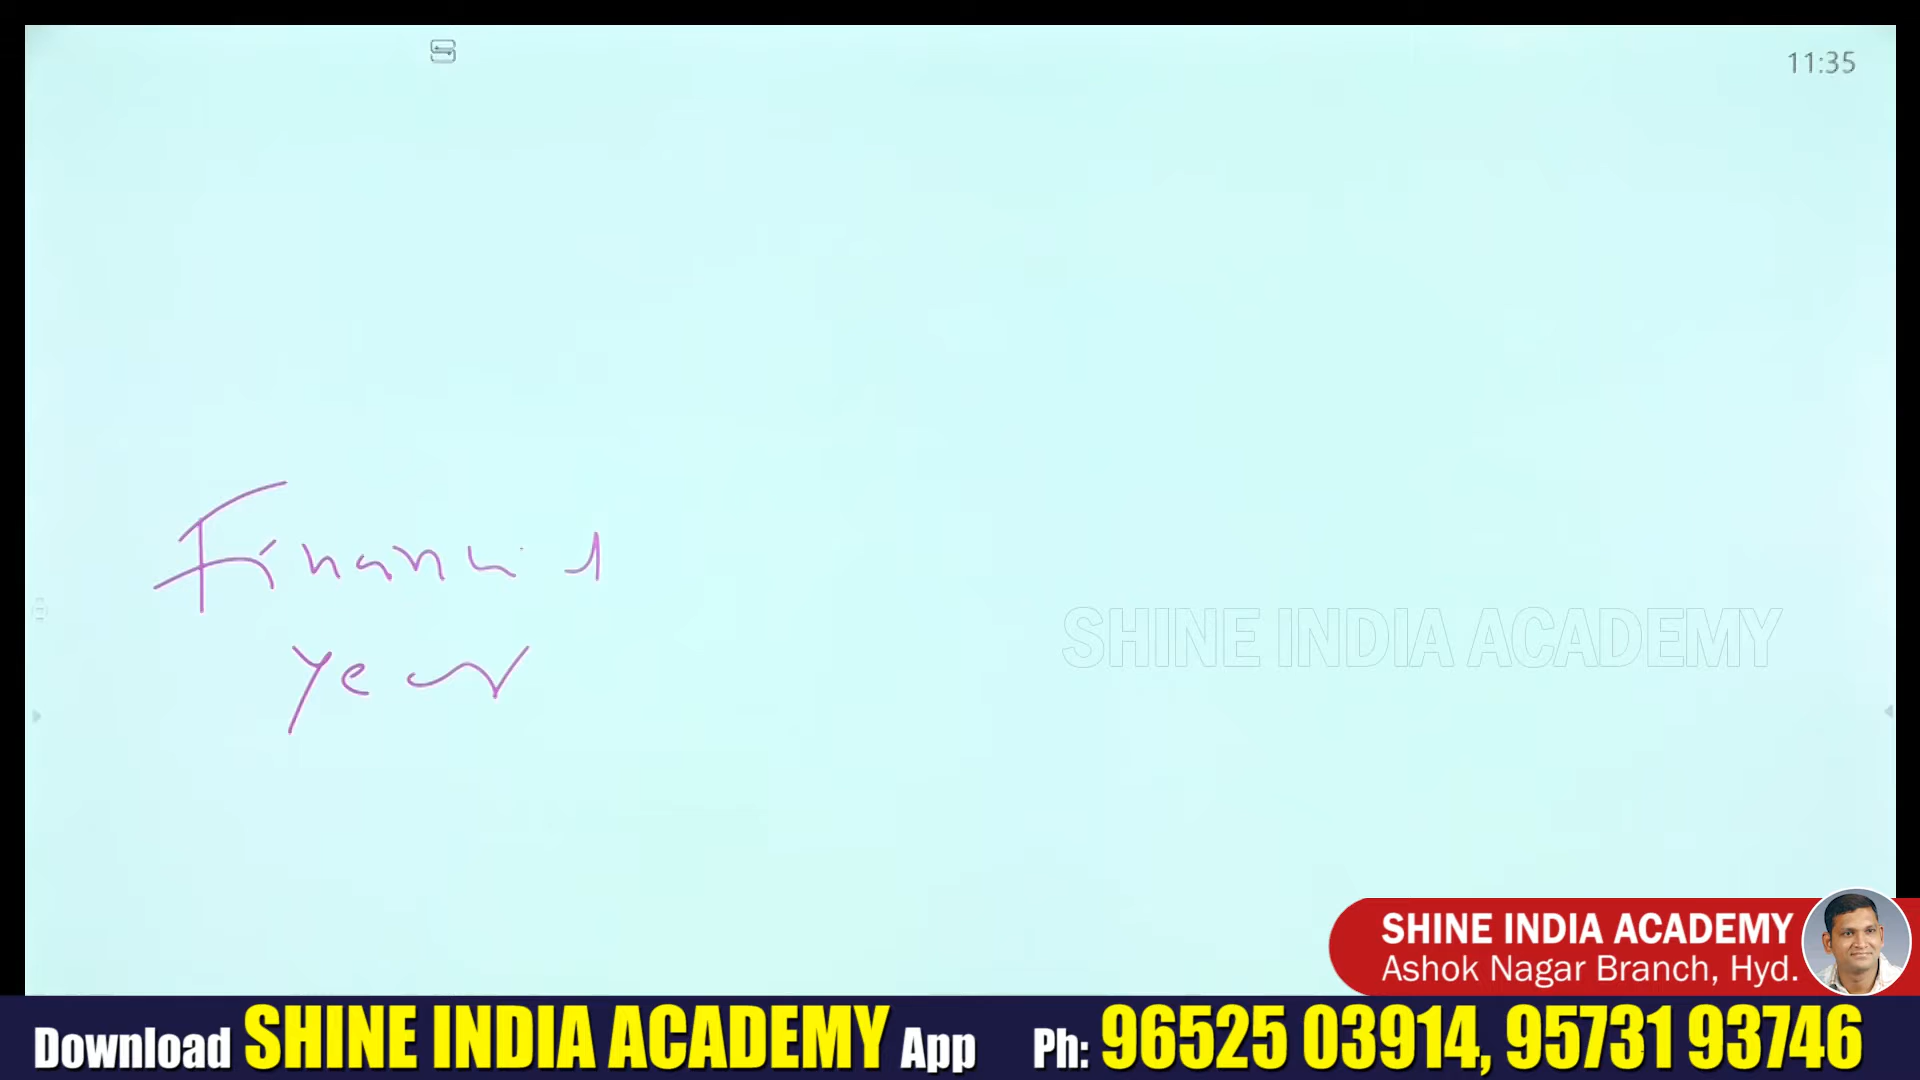 11:35
Financial
year
SHINE INDIA ACADEMY
SHINE INDIA ACADEMY
Ashok Nagar Branch, Hyd.
Download SHINE INDIA ACADEMY App Ph: 96525 03914, 95731 93746